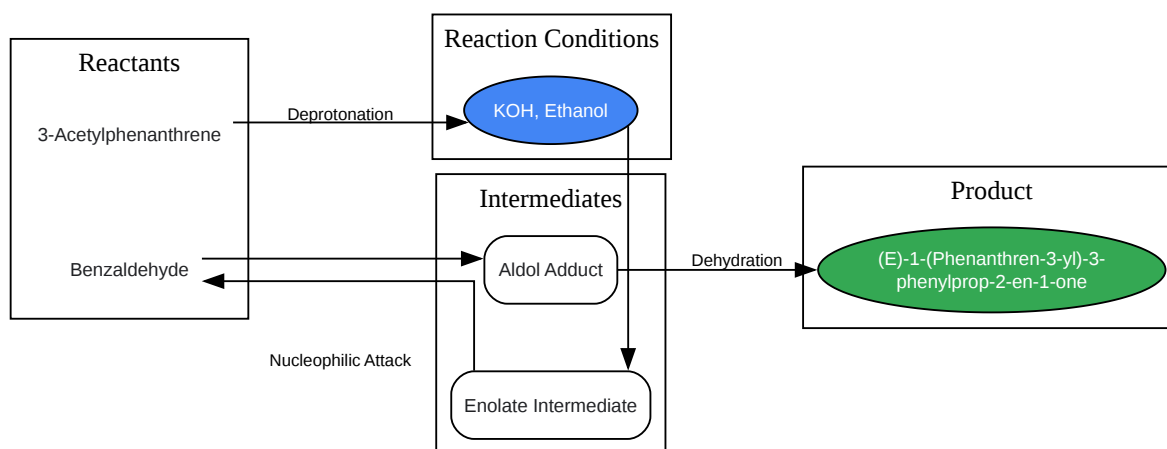 Reactants
3-Acetylphenanthrene
Benzaldehyde
Deprotonation
Reaction Conditions
KOH, Ethanol
Intermediates
Aldol Adduct
Enolate Intermediate
Nucleophilic Attack
Dehydration
Product
(E)-1-(Phenanthren-3-yl)-3-
phenylprop-2-en-1-one